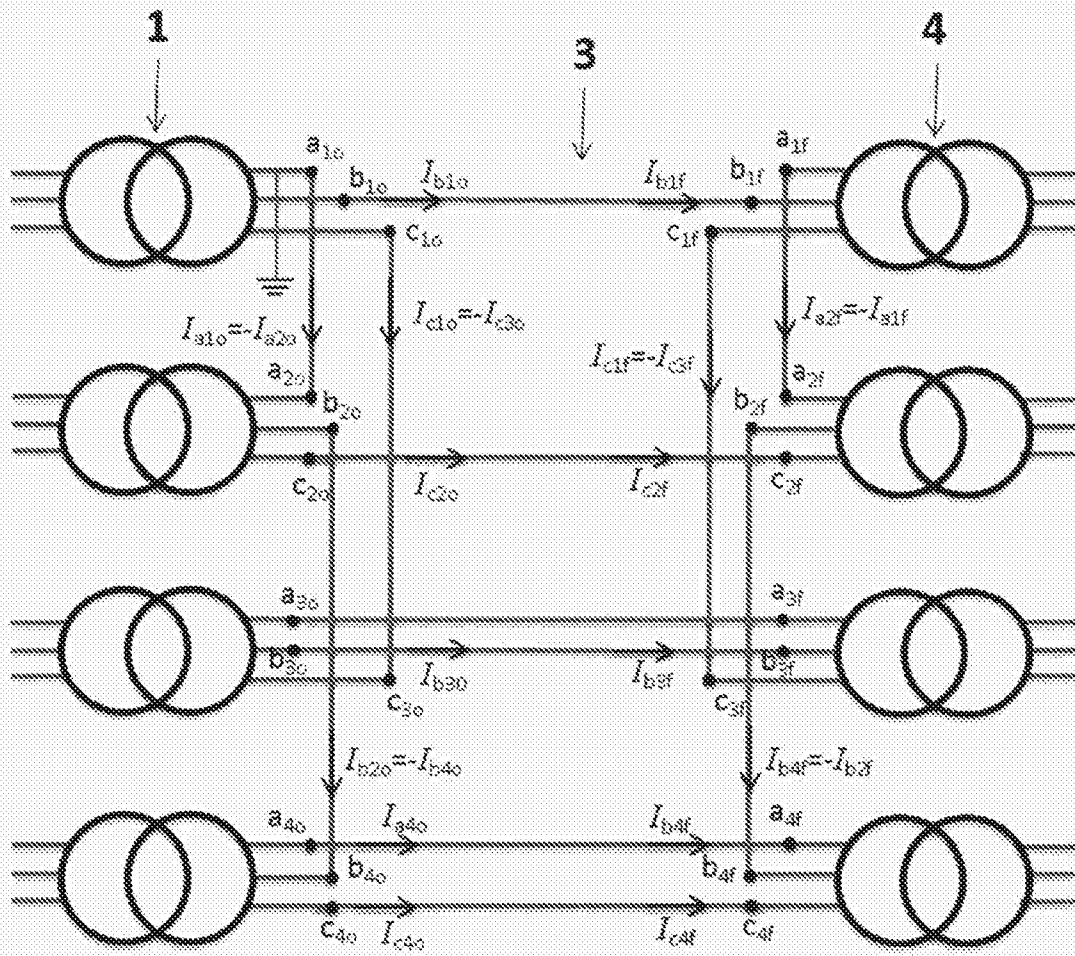 1
3
4
a1o
a1f
b1o
Ib1o
Ib1f
b1f
c1o
c1f
Ia1o=-Ia2o
Ic1o=-Ic3o
Ic1f=-Ic3f
Ia2f=-Ia1f
a2o
a2f
b2o
b2f
c2o
Ic2o
Ic2f
c2f
a3o
a3f
b3o
Ib3o
Ib3f
b3f
c3o
c3f
Ib2o=-Ib4o
Ib4f=-Ib2f
a4o
Ia4o
Ib4f
a4f
b4o
b4f
c4o
Ic4o
Ic4f
c4f